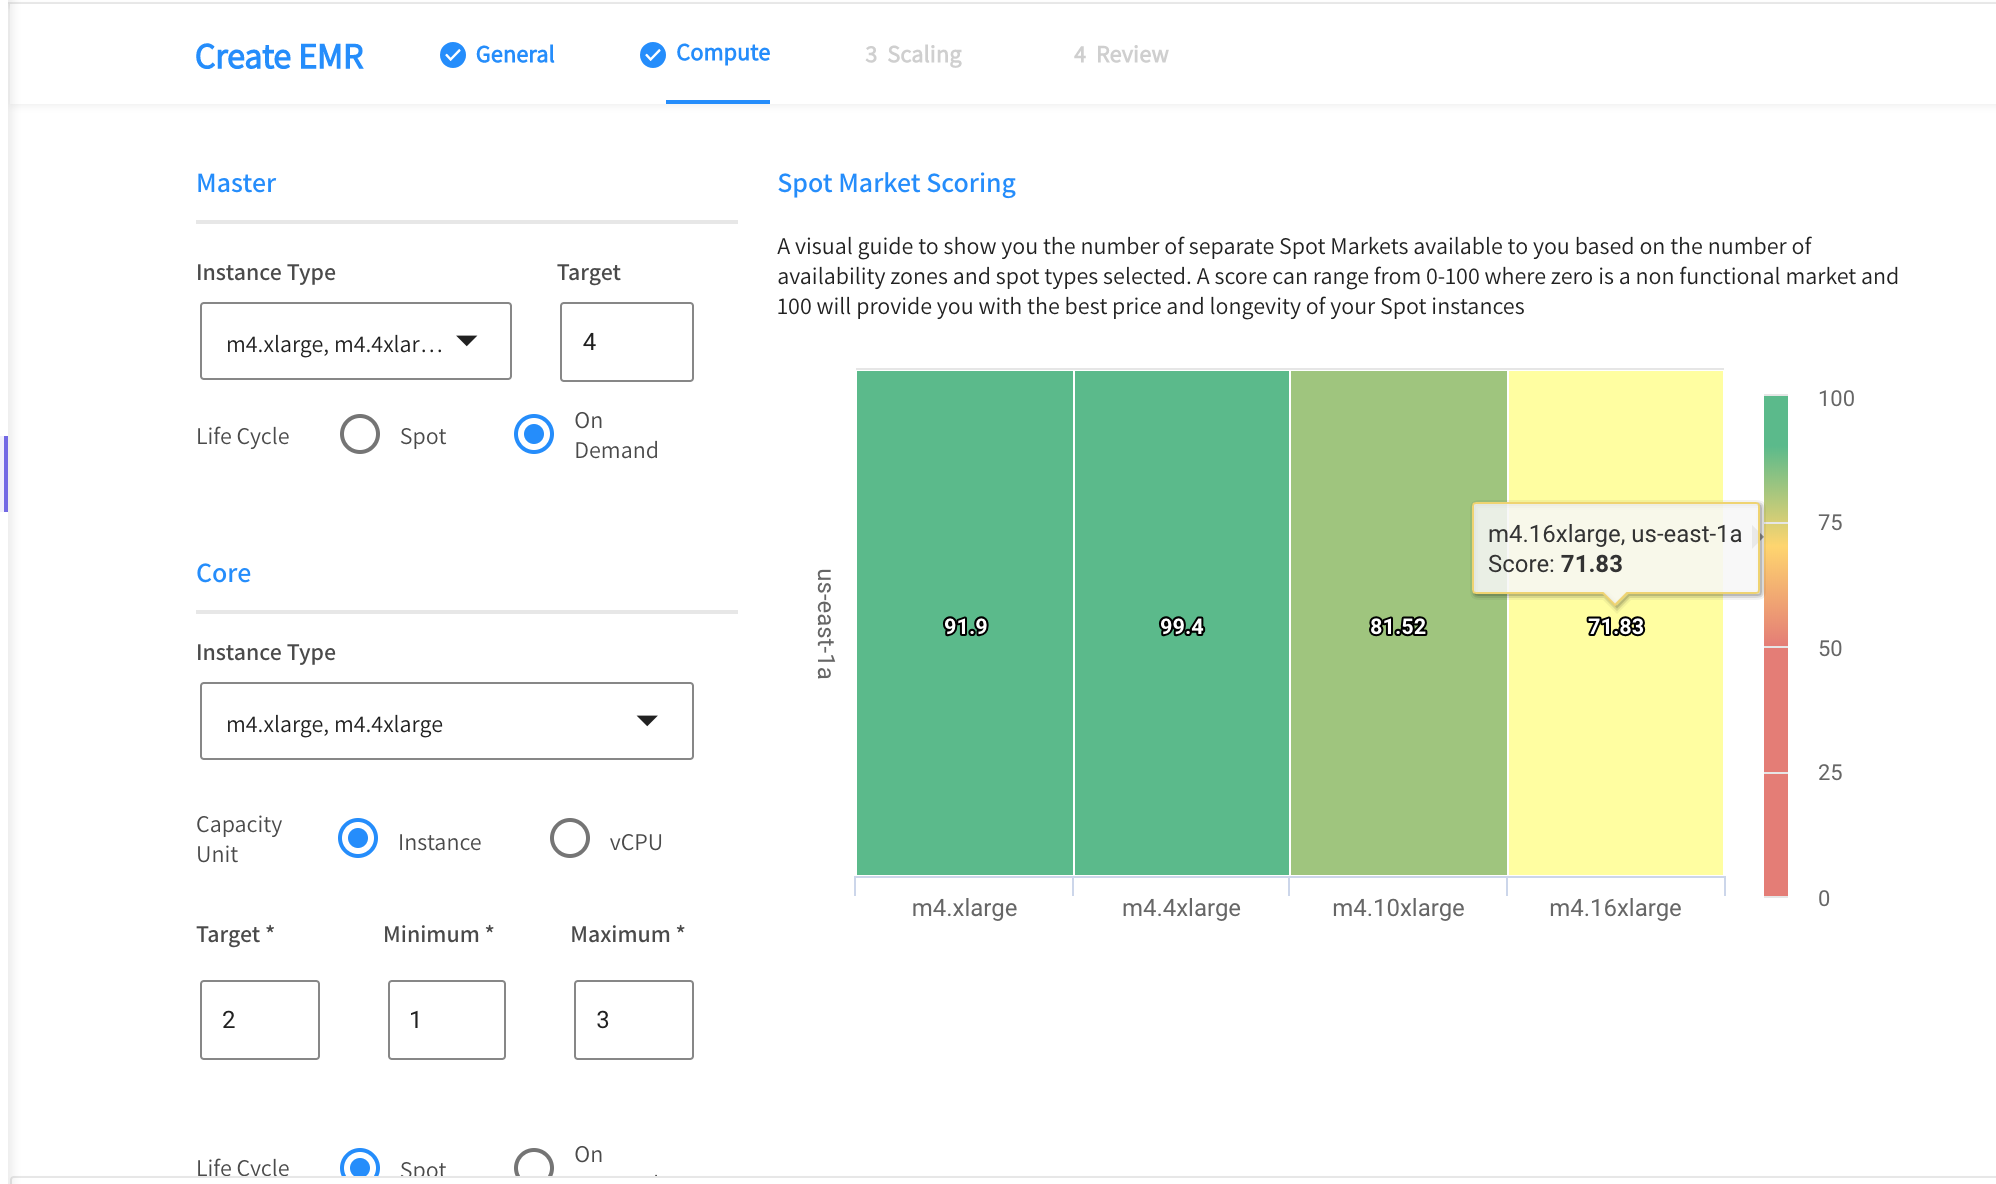 Create EMR
General
Compute
3 Scaling
4 Review
Master
Instance Type
Target
m4.xlarge, m4.4xlar...
4
Life Cycle
Spot
On
Demand
Core
Instance Type
m4.xlarge, m4.4xlarge
Capacity
Unit
Instance
vCPU
Target *
Minimum *
Maximum *
2
1
3
Life Cycle
Spot
On
Spot Market Scoring
A visual guide to show you the number of separate Spot Markets available to you based on the number of
availability zones and spot types selected. A score can range from 0-100 where zero is a non functional market and
100 will provide you with the best price and longevity of your Spot instances
us-east-1a
91.9
99.4
81.52
71.83
m4.16xlarge, us-east-1a
Score: 71.83
m4.xlarge
m4.4xlarge
m4.10xlarge
m4.16xlarge
100
75
50
25
0